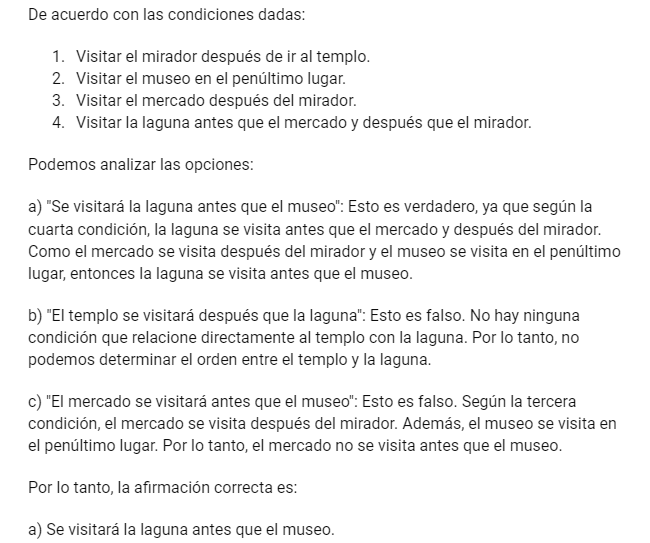 De acuerdo con las condiciones dadas:
1. Visitar el mirador después de ir al templo.
2. Visitar el museo en el penúltimo lugar.
3. Visitar el mercado después del mirador.
4. Visitar la laguna antes que el mercado y después que el mirador.
Podemos analizar las opciones:
a) "Se visitará la laguna antes que el museo": Esto es verdadero, ya que según la
cuarta condición, la laguna se visita antes que el mercado y después del mirador.
Como el mercado se visita después del mirador y el museo se visita en el penúltimo
lugar, entonces la laguna se visita antes que el museo.
b) "El templo se visitará después que la laguna": Esto es falso. No hay ninguna
condición que relacione directamente al templo con la laguna. Por lo tanto, no
podemos determinar el orden entre el templo y la laguna.
c) "El mercado se visitará antes que el museo": Esto es falso. Según la tercera
condición, el mercado se visita después del mirador. Además, el museo se visita en
el penúltimo lugar. Por lo tanto, el mercado no se visita antes que el museo.
Por lo tanto, la afirmación correcta es:
a) Se visitará la laguna antes que el museo.